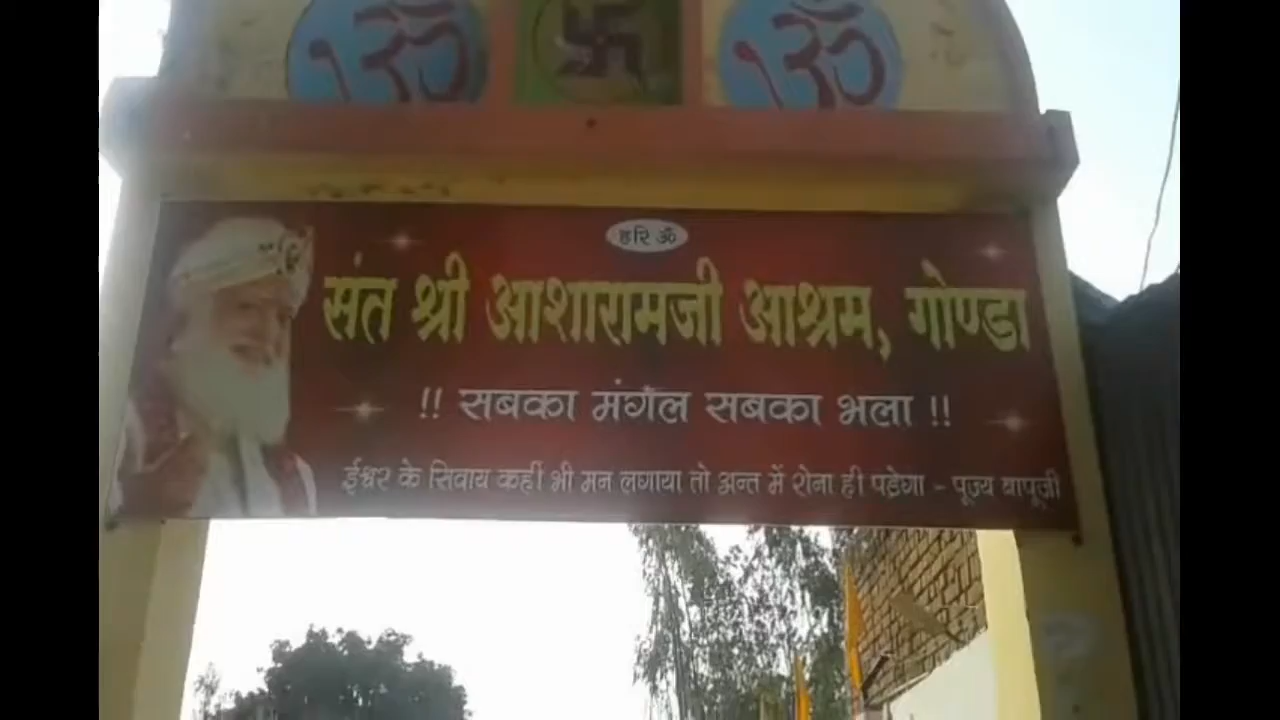 ॐ ॐ
हरि ॐ
संत श्री आशारामजी आश्रम, गोण्डा
!! सबका मंगल सबका भला !!
ईश्वर के सिवाय कहीं भी मन लगाया तो अन्त में रोना ही पड़ेगा - पूज्य बापूजी